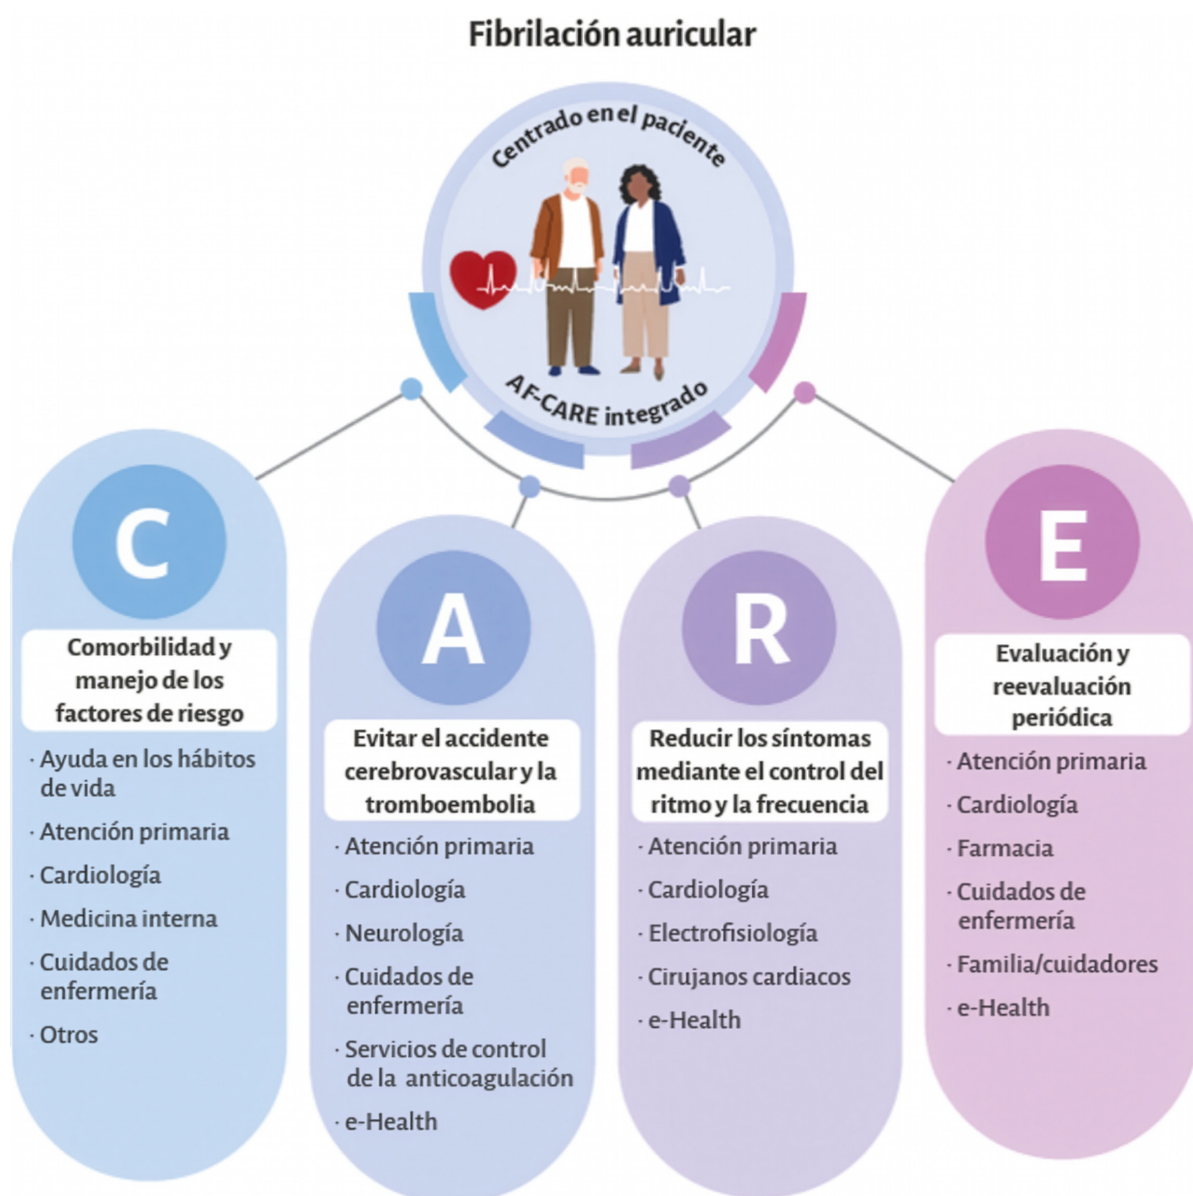 Fibrilación auricular
Centrado en el paciente
AF-CARE integrado
C
Comorbilidad y
manejo de los
factores de riesgo
· Ayuda en los hábitos
de vida
· Atención primaria
· Cardiología
· Medicina interna
· Cuidados de
enfermería
· Otros
A
Evitar el accidente
cerebrovascular y la
tromboembolia
· Atención primaria
· Cardiología
· Neurología
· Cuidados de
enfermería
· Servicios de control
de la anticoagulación
· e-Health
R
Reducir los síntomas
mediante el control del
ritmo y la frecuencia
· Atención primaria
· Cardiología
· Electrofisiología
· Cirujanos cardiacos
· e-Health
E
Evaluación y
reevaluación
periódica
· Atención primaria
· Cardiología
· Farmacia
· Cuidados de
enfermería
· Familia/cuidadores
· e-Health